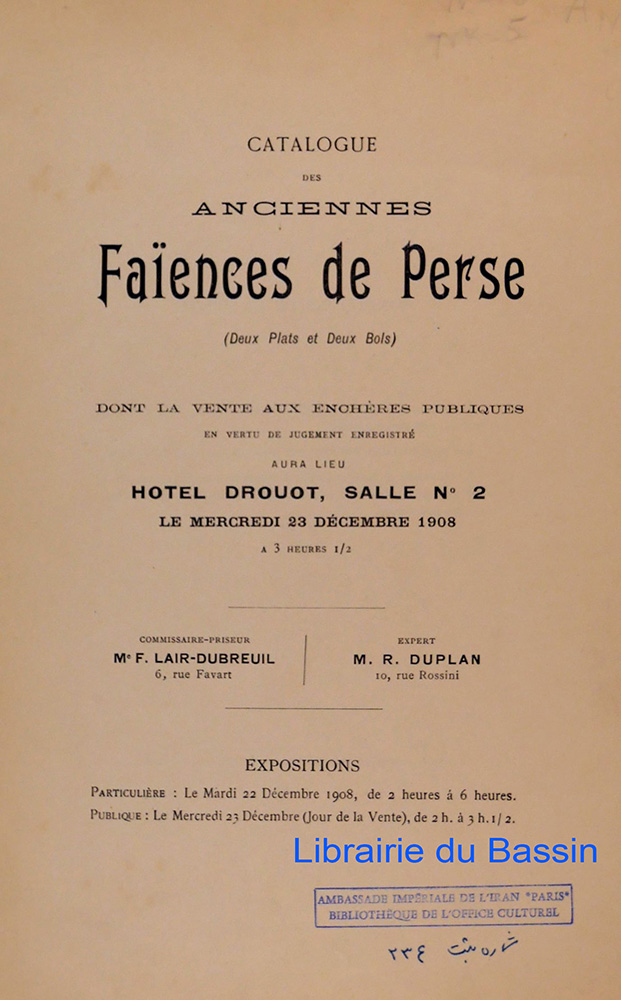 CATALOGUE
DES
ANCIENNES
Faïences de Perse
(Deux Plats et Deux Bols)
DONT LA VENTE AUX ENCHÈRES PUBLIQUES
EN VERTU DE JUGEMENT ENREGISTRÉ
AURA LIEU
HOTEL DROUOT, SALLE N° 2
LE MERCREDI 23 DÉCEMBRE 1908
A 3 HEURES 1/2
COMMISSAIRE-PRISEUR
Me F. LAIR-DUBREUIL
6, rue Favart
EXPERT
M. R. DUPLAN
10, rue Rossini
EXPOSITIONS
PARTICULIÈRE : Le Mardi 22 Décembre 1908, de 2 heures á 6 heures.
PUBLIQUE : Le Mercredi 23 Décembre (Jour de la Vente), de 2 h. à 3 h. 1/2.
Librairie du Bassin
AMBASSADE IMPÉRIALE DE L'IRAN "PARIS"
BIBLIOTHÈQUE DE L'OFFICE CULTUREL
شماره ثبت ۲۳۴